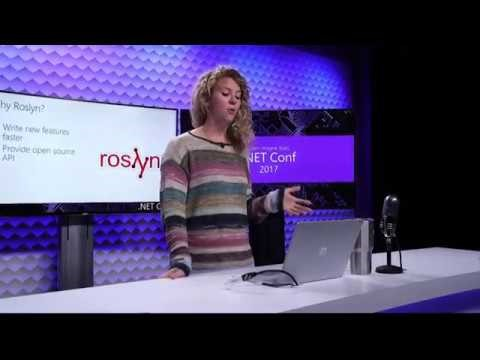 hy Roslyn?
Write new features
faster
Provide open source
API
roslyn
.NET C
NET Conf
2017